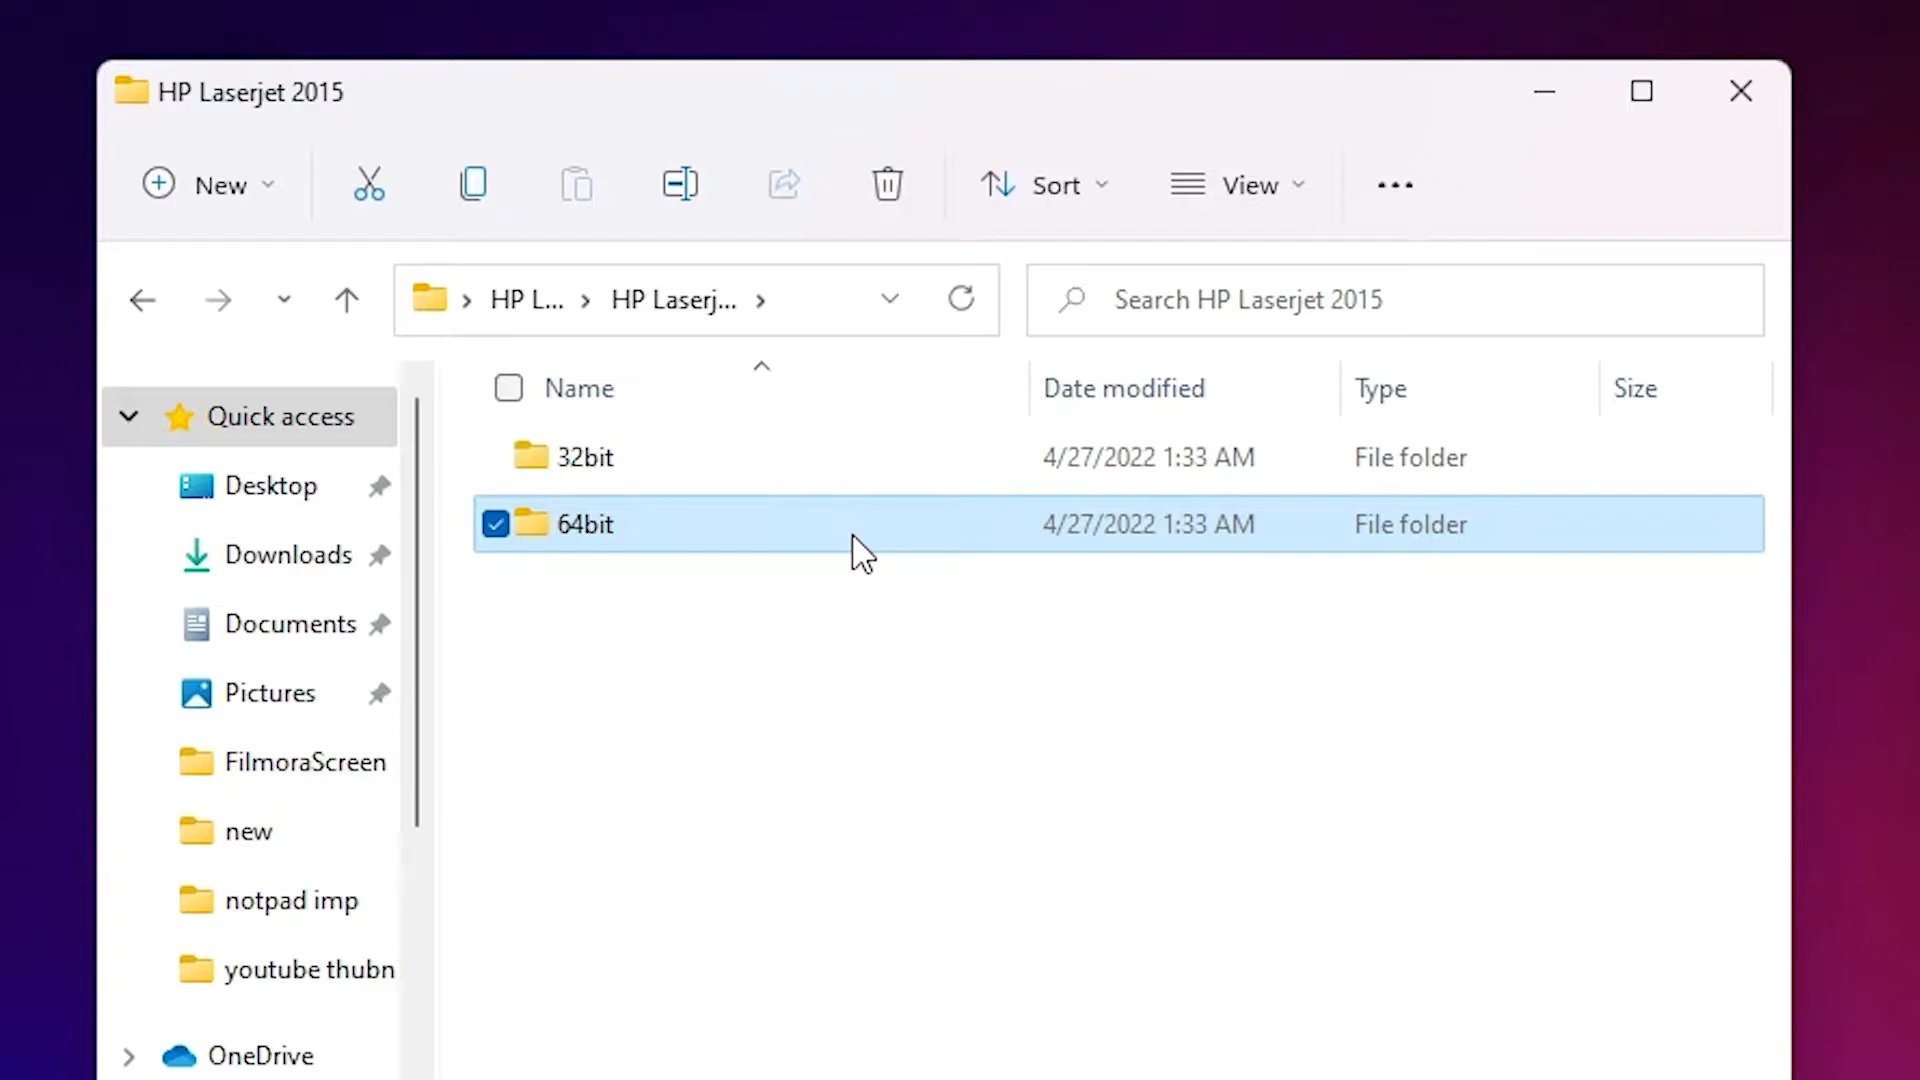 HP Laserjet 2015
New
Sort
View
HP L...
HP Laserj...
Search HP Laserjet 2015
Name
Date modified
Type
Size
32bit
4/27/2022 1:33 AM
File folder
64bit
4/27/2022 1:33 AM
File folder
Quick access
Desktop
Downloads
Documents
Pictures
FilmoraScreen
new
notpad imp
youtube thubn
OneDrive